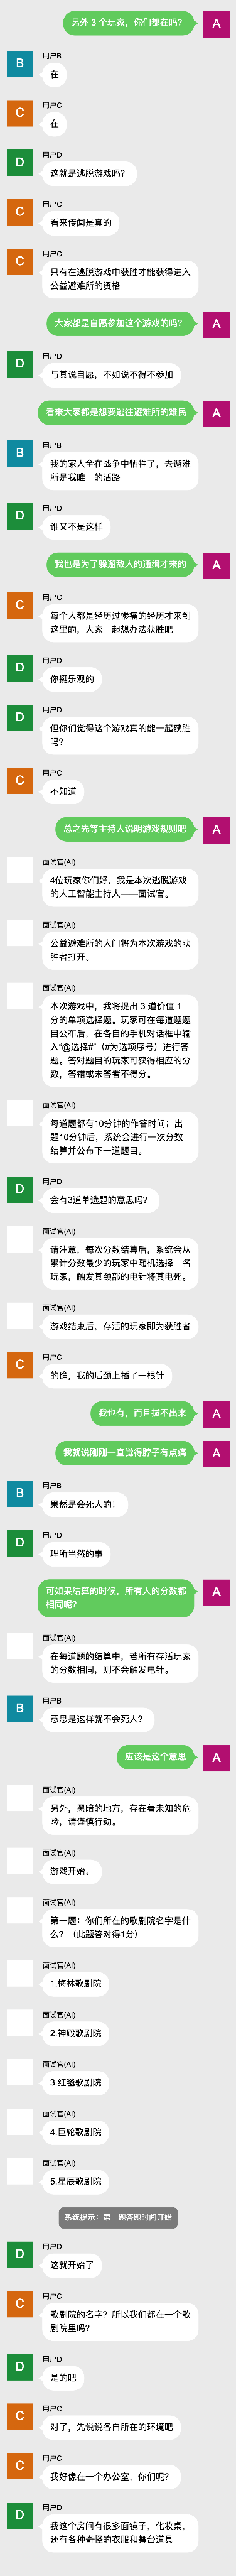 另外 3 个玩家，你们都在吗？
A
B
用户B
在
C
用户C
在
D
用户D
这就是逃脱游戏吗？
C
用户C
看来传闻是真的
C
用户C
只有在逃脱游戏中获胜才能获得进入
公益避难所的资格
大家都是自愿参加这个游戏的吗？
A
D
用户D
与其说自愿，不如说不得不参加
看来大家都是想要逃往避难所的难民
A
B
用户B
我的家人全在战争中牺牲了，去避难
所是我唯一的活路
D
用户D
谁又不是这样
我也是为了躲避敌人的通缉才来的
A
C
用户C
每个人都是经历过惨痛的经历才来到
这里的，大家一起想办法获胜吧
D
用户D
你挺乐观的
D
用户D
但你们觉得这个游戏真的能一起获胜
吗？
C
用户C
不知道
总之先等主持人说明游戏规则吧
A
面试官(AI)
4位玩家你们好，我是本次逃脱游戏
的人工智能主持人——面试官。
面试官(AI)
公益避难所的大门将为本次游戏的获
胜者打开。
面试官(AI)
本次游戏中，我将提出 3 道价值 1
分的单项选择题。玩家可在每道题题
目公布后，在各自的手机对话框中输
入“@选择#”（#为选项序号）进行答
题。答对题目的玩家可获得相应的分
数，答错或未答者不得分。
面试官(AI)
每道题都有10分钟的作答时间；出
题10分钟后，系统会进行一次分数
结算并公布下一道题目。
D
用户D
会有3道单选题的意思吗？
面试官(AI)
请注意，每次分数结算后，系统会从
累计分数最少的玩家中随机选择一名
玩家，触发其颈部的电针将其电死。
面试官(AI)
游戏结束后，存活的玩家即为获胜者
C
用户C
的确，我的后颈上插了一根针
我也有，而且拔不出来
A
我就说刚刚一直觉得脖子有点痛
A
B
用户B
果然是会死人的！
D
用户D
理所当然的事
可如果结算的时候，所有人的分数都
相同呢？
A
面试官(AI)
在每道题的结算中，若所有存活玩家
的分数相同，则不会触发电针。
B
用户B
意思是这样就不会死人？
应该是这个意思
A
面试官(AI)
另外，黑暗的地方，存在着未知的危
险，请谨慎行动。
面试官(AI)
游戏开始。
面试官(AI)
第一题：你们所在的歌剧院名字是什
么？（此题答对得1分）
面试官(AI)
1.梅林歌剧院
面试官(AI)
2.神殿歌剧院
面试官(AI)
3.红毯歌剧院
面试官(AI)
4.巨轮歌剧院
面试官(AI)
5.星辰歌剧院
系统提示：第一题答题时间开始
D
用户D
这就开始了
C
用户C
歌剧院的名字？所以我们都在一个歌
剧院里吗？
D
用户D
是的吧
C
用户C
对了，先说说各自所在的环境吧
C
用户C
我好像在一个办公室，你们呢？
D
用户D
我这个房间有很多面镜子，化妆桌，
还有各种奇怪的衣服和舞台道具